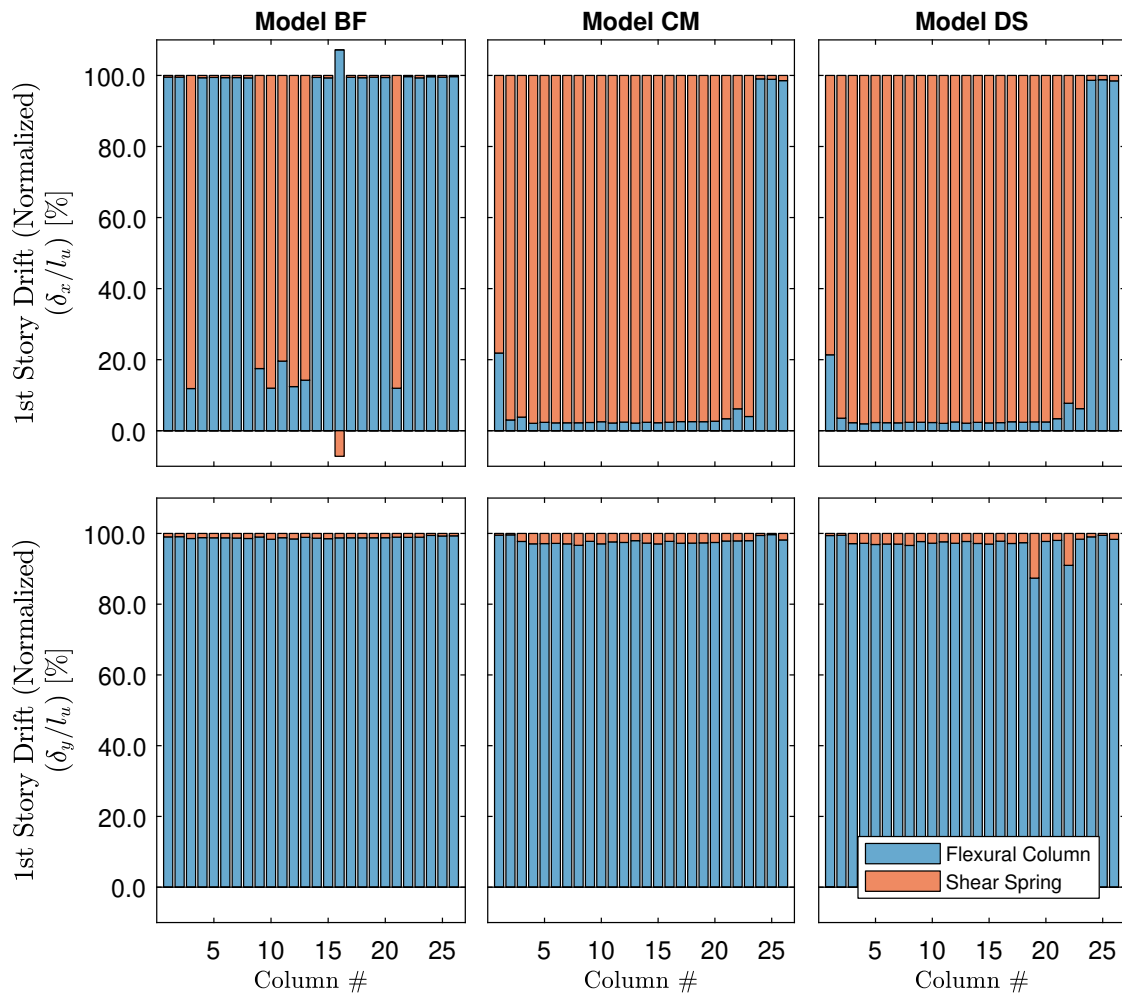 Model BF
Model CM
Model DS
1st Story Drift (Normalized)
(δx/lu) [%]
100.0
80.0
60.0
40.0
20.0
0.0
1st Story Drift (Normalized)
(δy/lu) [%]
100.0
80.0
60.0
40.0
20.0
0.0
Flexural Column
Shear Spring
5 10 15 20 25
5 10 15 20 25
5 10 15 20 25
Column #
Column #
Column #